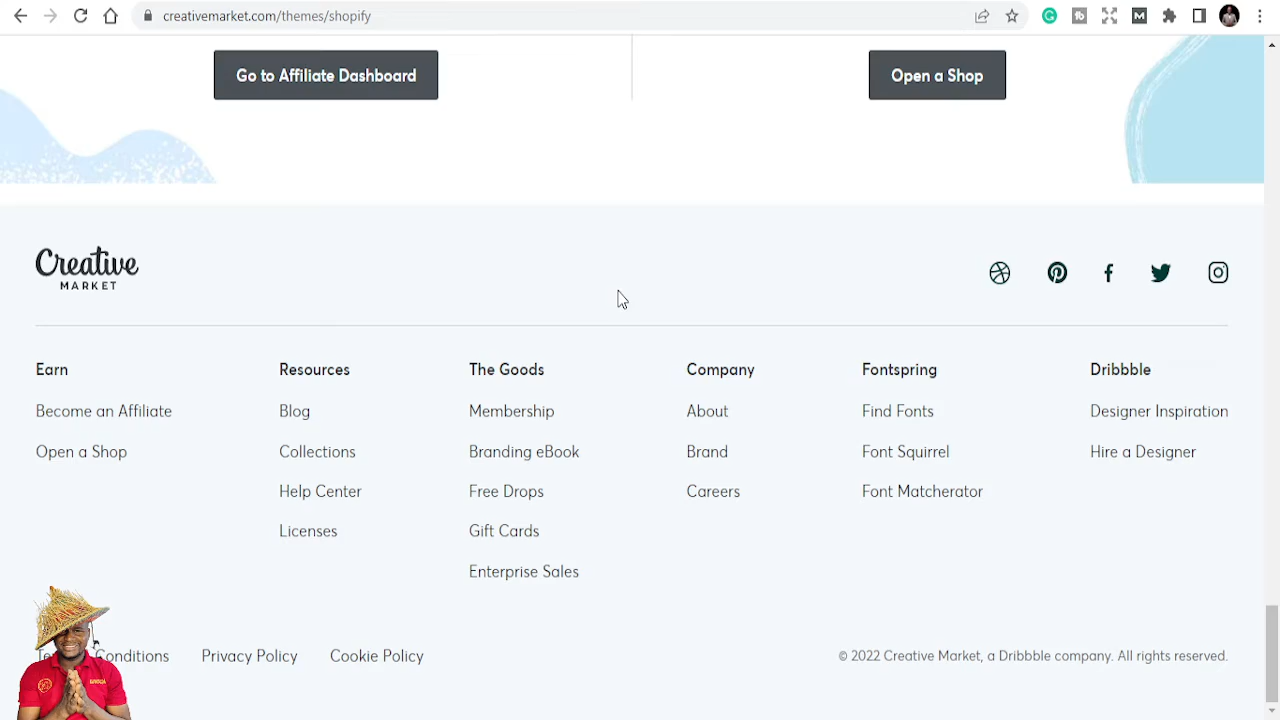 creativemarket.com/themes/shopify
Go to Affiliate Dashboard
Open a Shop
Creative
MARKET
Earn
Become an Affiliate
Open a Shop
Resources
Blog
Collections
Help Center
Licenses
The Goods
Membership
Branding eBook
Free Drops
Gift Cards
Enterprise Sales
Company
About
Brand
Careers
Fontspring
Find Fonts
Font Squirrel
Font Matcherator
Dribbble
Designer Inspiration
Hire a Designer
Conditions
Privacy Policy
Cookie Policy
© 2022 Creative Market, a Dribbble company. All rights reserved.